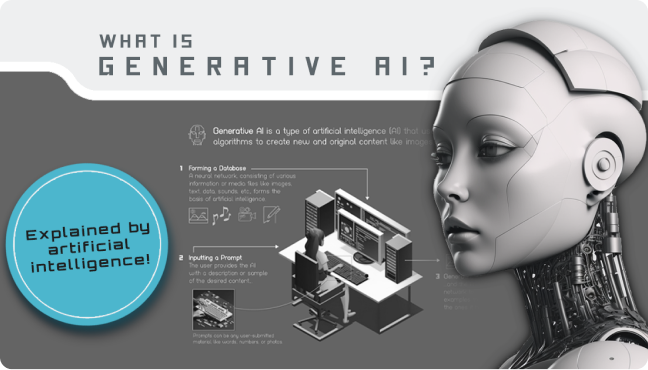 WHAT IS
GENERATIVE AI?
Generative AI is a type of artificial intelligence (AI) that
algorithms to create new and original content like
1 Forming a Database
A neural network, consisting of various
information or media files like images,
text, data, sounds, etc., forms the
basis of artificial intelligence.
Explained by
artificial
intelligence!
2 Inputting a Prompt
The user provides the AI
with a description or sample
of the desired content.
Prompts can be any user-submitted
material like words, numbers, or photos.
3